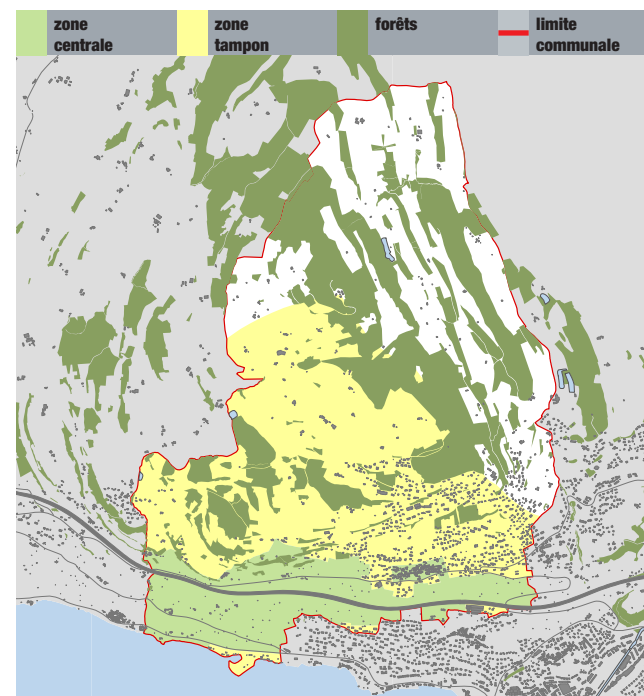 zone
centrale
zone
tampon
forêts
limite
communale